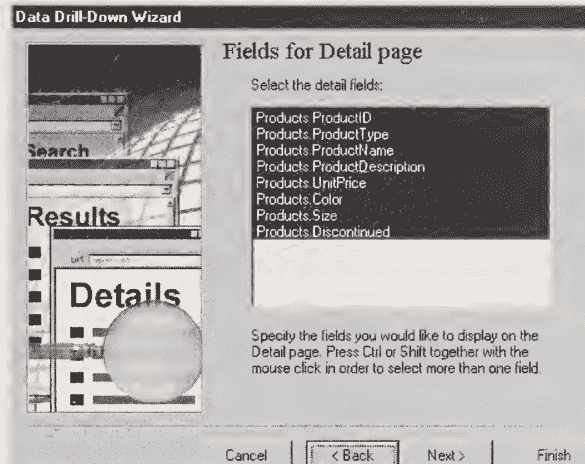 Data Drill-Down Wizard
Fields for Detail page
Select the detail fields:
Products.ProductID
Products.ProductType
Products.ProductName
Products.ProductDescription
Products.UnitPrice
Products.Color
Products.Size
Products.Discontinued
Search
Results
Details
Specify the fields you would like to display on the
Detail page. Press Ctrl or Shift together with the
mouse click in order to select more than one field.
Cancel
< Back
Next >
Finish